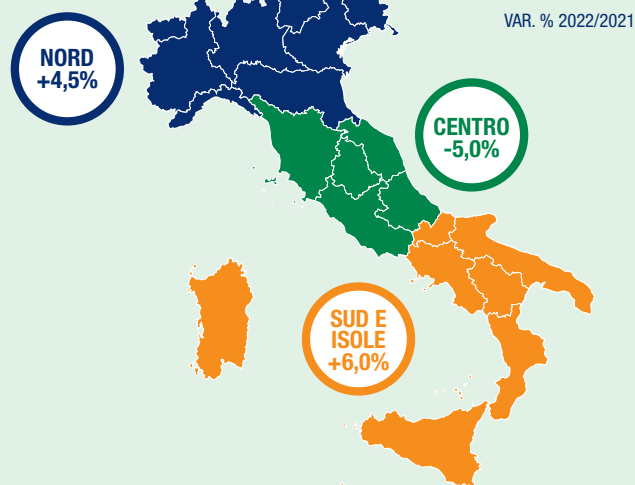 VAR. % 2022/2021
NORD
+4,5%
CENTRO
-5,0%
SUD E
ISOLE
+6,0%